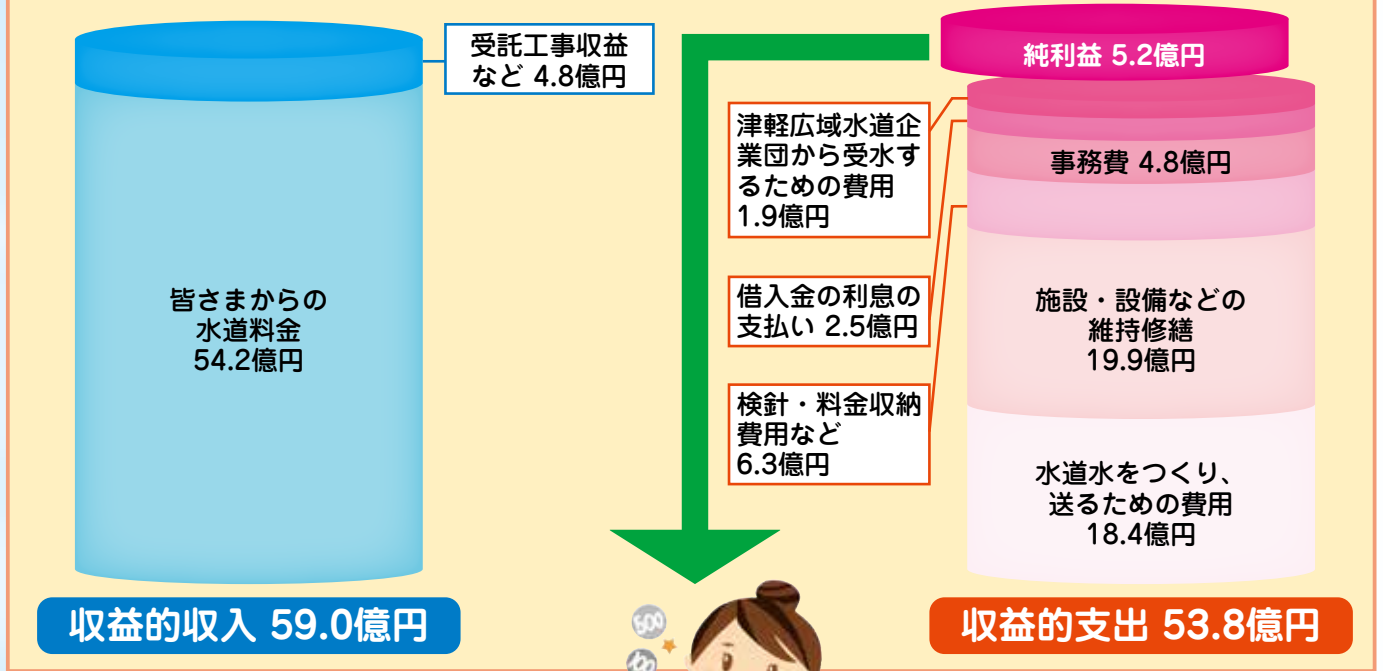 受託工事収益
など 4.8億円
皆さまからの
水道料金
54.2億円
収益的収入 59.0億円
純利益 5.2億円
津軽広域水道企
業団から受水す
るための費用
1.9億円
借入金の利息の
支払い 2.5億円
事務費 4.8億円
検針・料金収納
費用など
6.3億円
施設・設備などの
維持修繕
19.9億円
水道水をつくり、
送るための費用
18.4億円
収益的支出 53.8億円
500
100